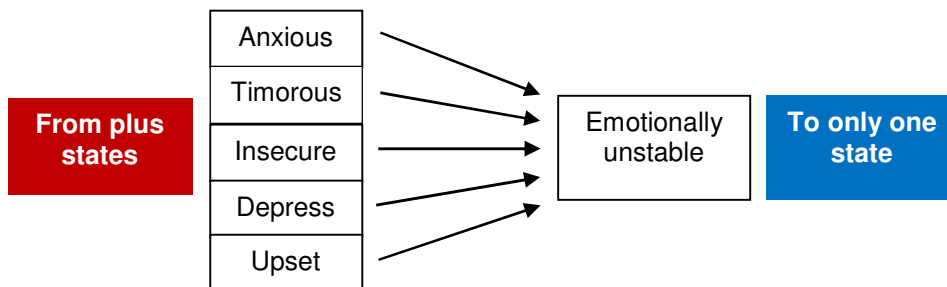 From plus
states
Anxious
Timorous
Insecure
Depress
Upset
Emotionally
unstable
To only one
state